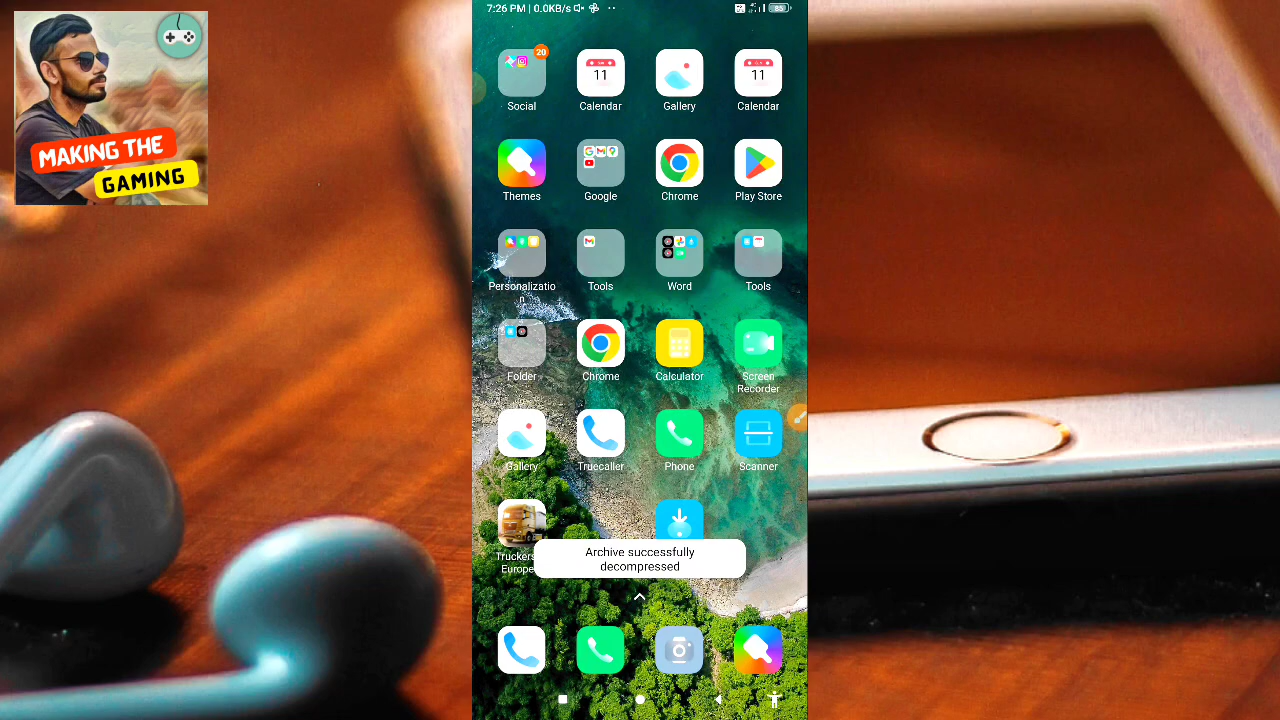 MAKING THE
GAMING
7:26 PM | 0.0KB/s
85
20
11
11
Social
Calendar
Gallery
Calendar
Themes
Google
Chrome
Play Store
Personalizatio
n
Tools
Word
Tools
Folder
Chrome
Calculator
Screen
Recorder
Gallery
Truecaller
Phone
Scanner
Truckers
Europe
Archive successfully
decompressed